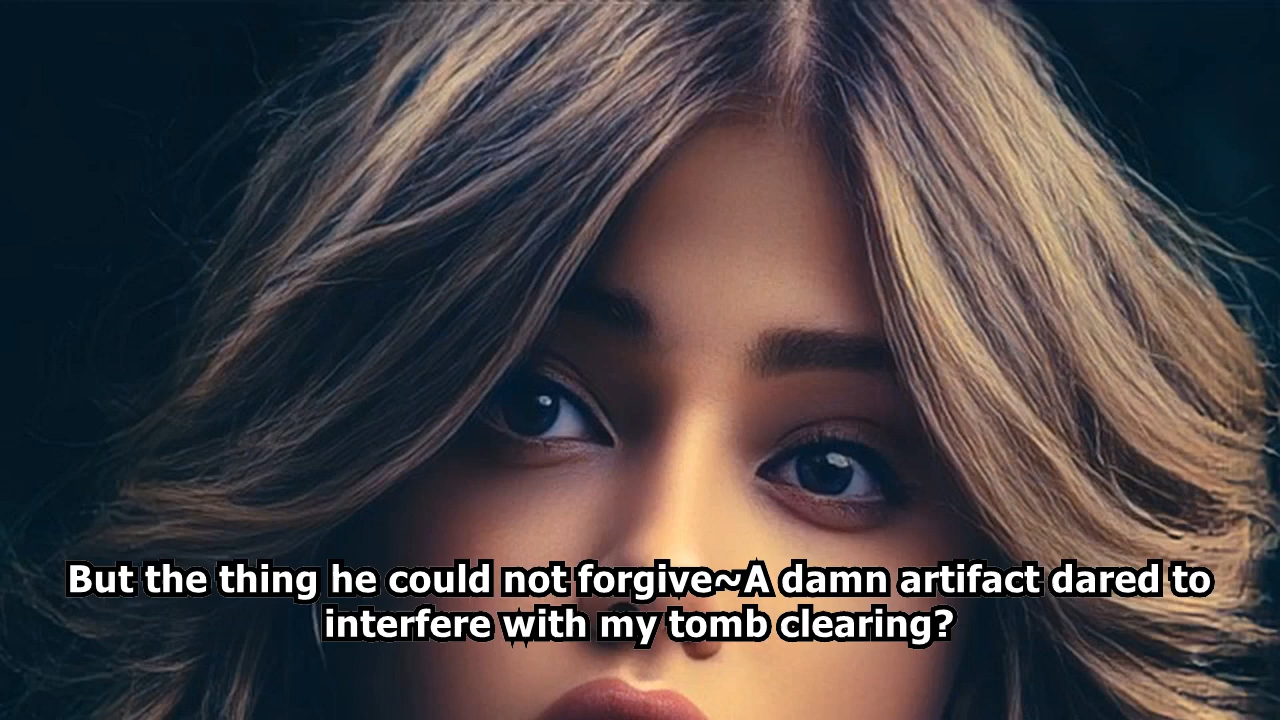 But the thing he could not forgive~A damn artifact dared to
interfere with my tomb clearing?